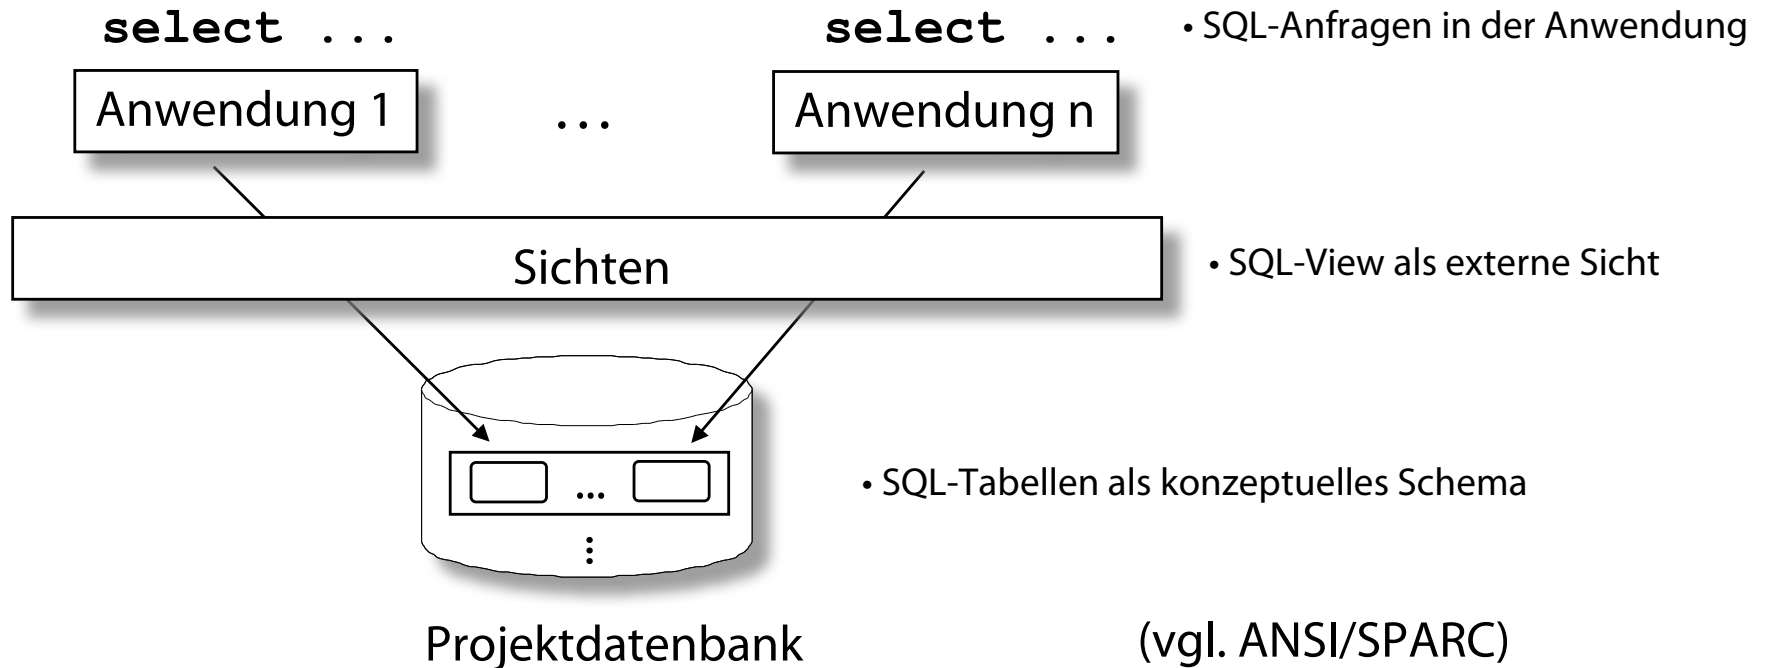 select ...
select ...
• SQL-Anfragen in der Anwendung
Anwendung 1
...
Anwendung n
Sichten
• SQL-View als externe Sicht
...
• SQL-Tabellen als konzeptuelles Schema
Projektdatenbank
(vgl. ANSI/SPARC)